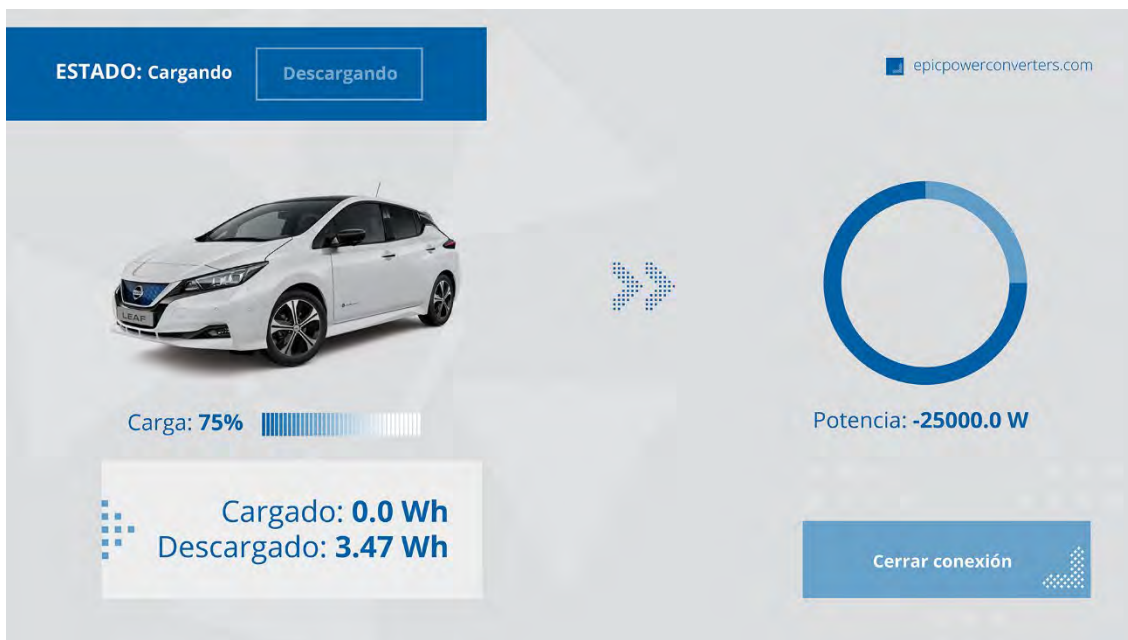 ESTADO: Cargando
Descargando
epicpowerconverters.com
LEAF
Carga: 75%
Potencia: -25000.0 W
Cargado: 0.0 Wh
Descargado: 3.47 Wh
Cerrar conexión